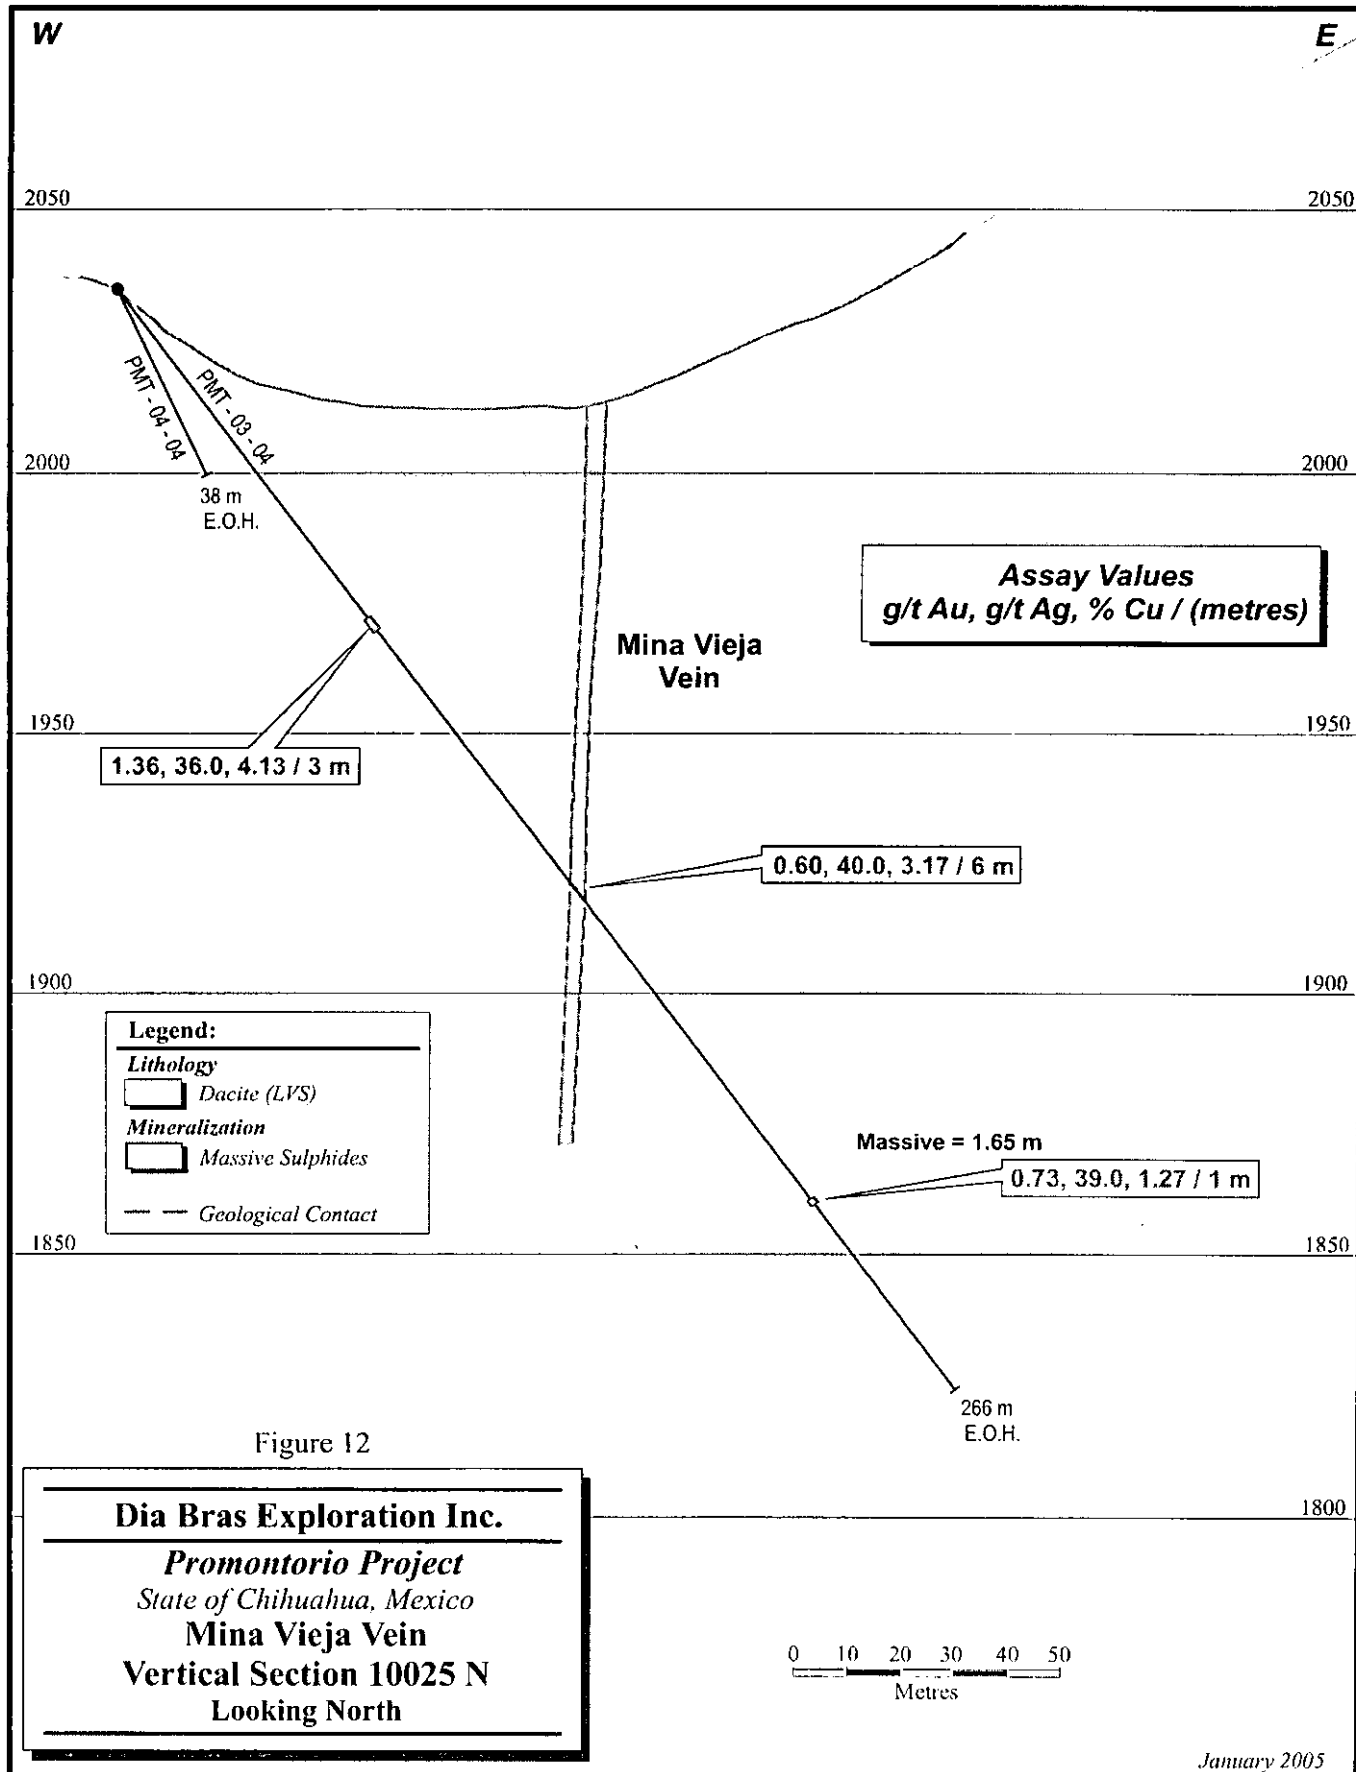 W
E
2050
2050
PMT - 04 - 04
PMT - 03 - 04
2000
2000
38 m
E.O.H.
Assay Values
g/t Au, g/t Ag, % Cu / (metres)
Mina Vieja
Vein
1950
1950
1.36, 36.0, 4.13 / 3 m
0.60, 40.0, 3.17 / 6 m
1900
1900
Legend:
Lithology
Dacite (LVS)
Mineralization
Massive Sulphides
Geological Contact
Massive = 1.65 m
0.73, 39.0, 1.27 / 1 m
1850
1850
266 m
E.O.H.
Figure 12
1800
Dia Bras Exploration Inc.
Promontorio Project
State of Chihuahua, Mexico
Mina Vieja Vein
Vertical Section 10025 N
Looking North
0 10 20 30 40 50
Metres
January 2005